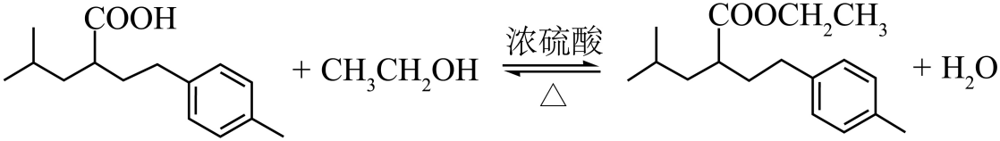 COOH
+ CH₃CH₂OH
浓硫酸
△
COOCH₂CH₃
+ H₂O